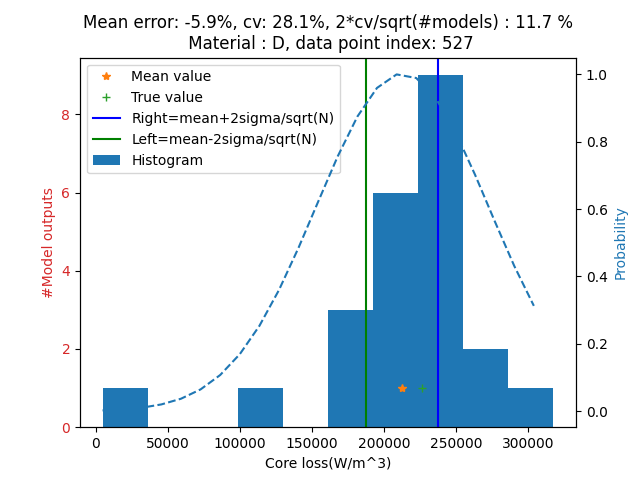 Mean error: -5.9%, cv: 28.1%, 2*cv/sqrt(#models) : 11.7 %
Material : D, data point index: 527
Mean value
True value
Right=mean+2sigma/sqrt(N)
Left=mean-2sigma/sqrt(N)
Histogram
#Model outputs
8
6
4
2
0
1.0
0.8
0.6
0.4
0.2
0.0
Probability
0 50000 100000 150000 200000 250000 300000
Core loss(W/m^3)